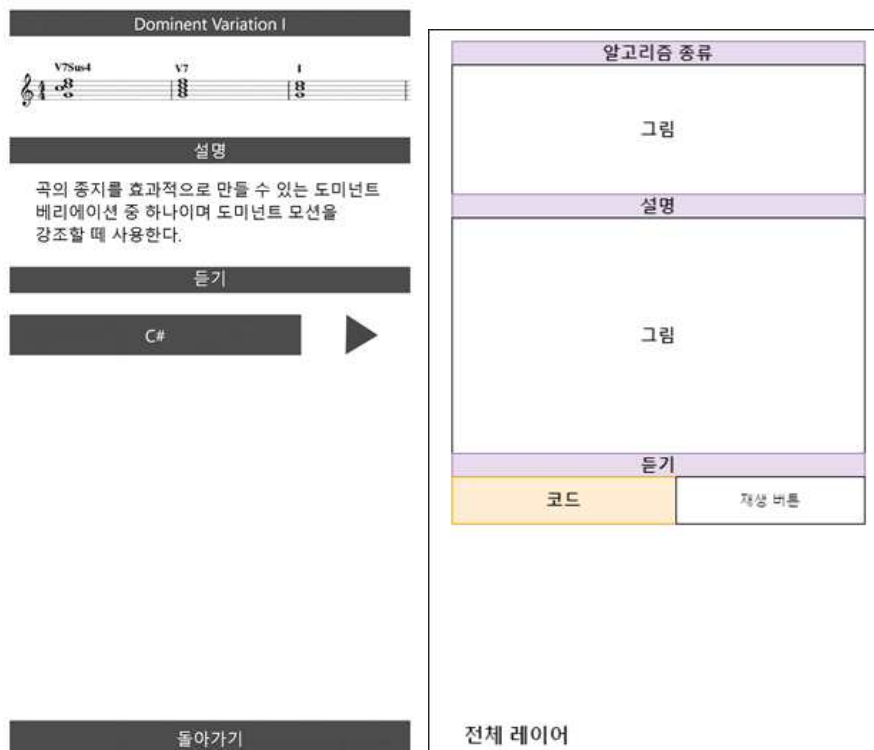 Dominent Variation I
V7Sus4 V7 I
설명
곡의 종지를 효과적으로 만들 수 있는 도미넌트
베리에이션 중 하나이며 도미넌트 모션을
강조할 떼 사용한다.
듣기
C#
돌아가기
알고리즘 종류
그림
설명
그림
듣기
코드 재생 버튼
전체 레이어